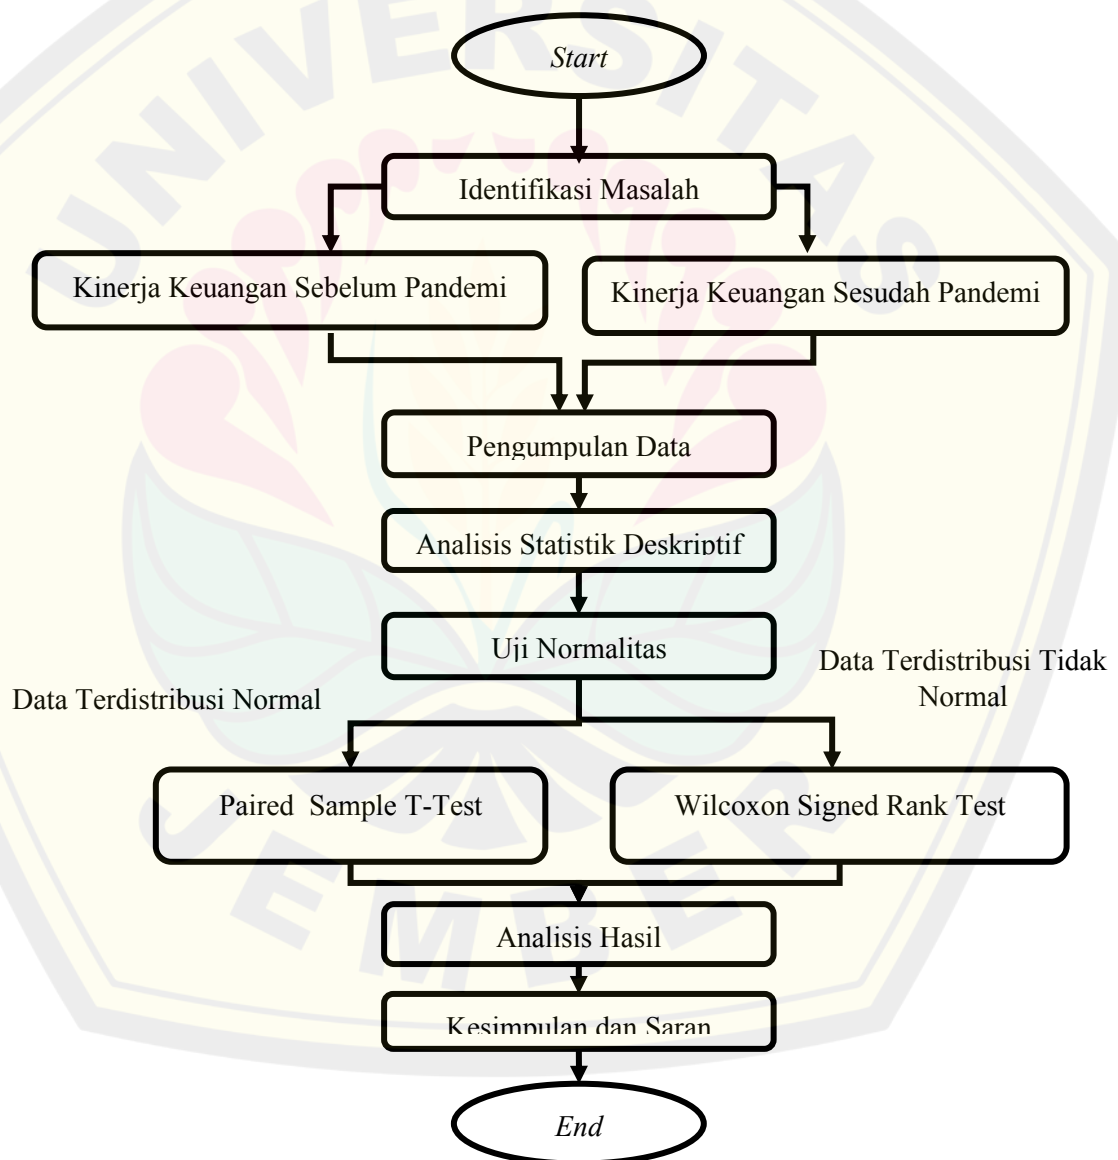 UNIVERSITAS
Start
Identifikasi Masalah
Kinerja Keuangan Sebelum Pandemi
Kinerja Keuangan Sesudah Pandemi
Pengumpulan Data
Analisis Statistik Deskriptif
Uji Normalitas
Data Terdistribusi Normal
Data Terdistribusi Tidak
Normal
Paired Sample T-Test
Wilcoxon Signed Rank Test
JEMBER
Analisis Hasil
Kesimpulan dan Saran
End